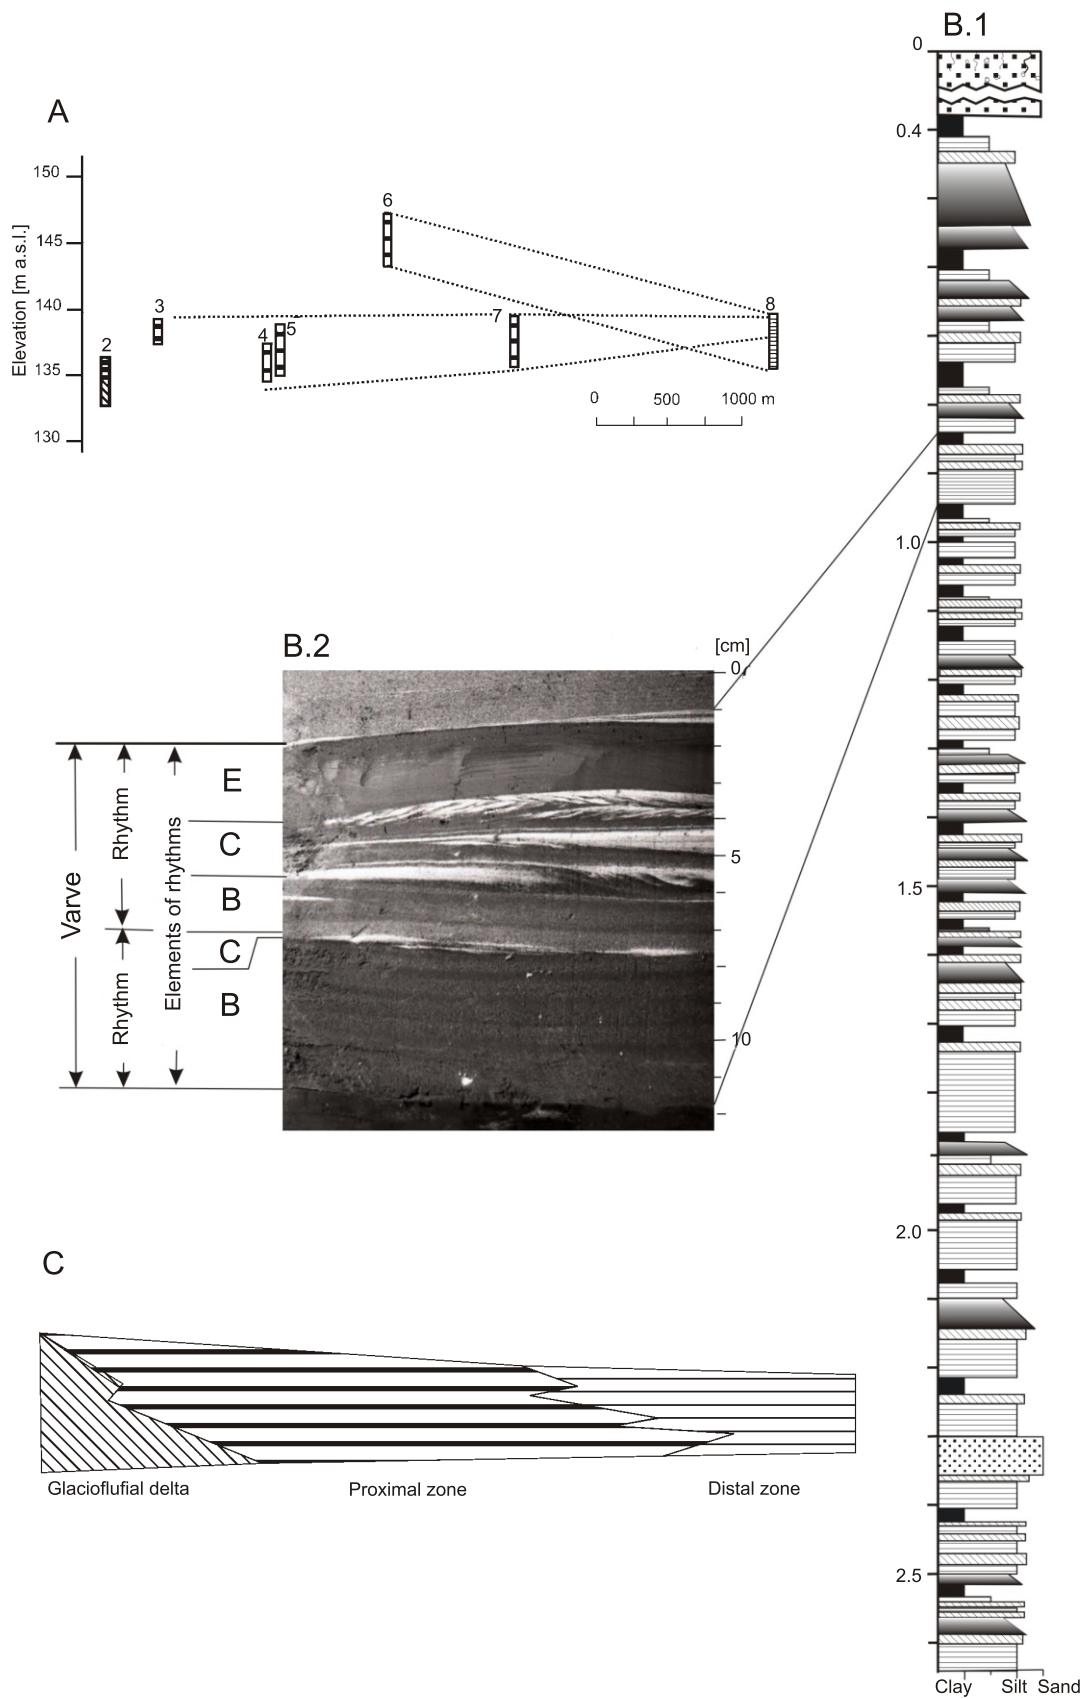 B.1
0
0.4
1.0
1.5
2.0
2.5
Clay Silt Sand
A
Elevation [m a.s.l.]
150
145
140
135
130
2
3
4
5
6
7
8
0 500 1000 m
B.2
[cm]
0
5
10
Varve
Rhythm
Rhythm
Elements of rhythms
E
C
B
C
B
C
Glacioflufial delta
Proximal zone
Distal zone